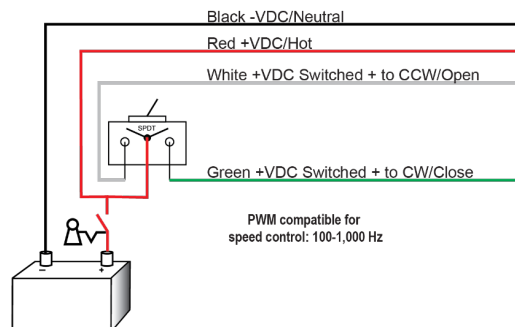 Black -VDC/Neutral
Red +VDC/Hot
White +VDC Switched + to CCW/Open
SPDT
Green +VDC Switched + to CW/Close
PWM compatible for
speed control: 100-1,000 Hz
– +